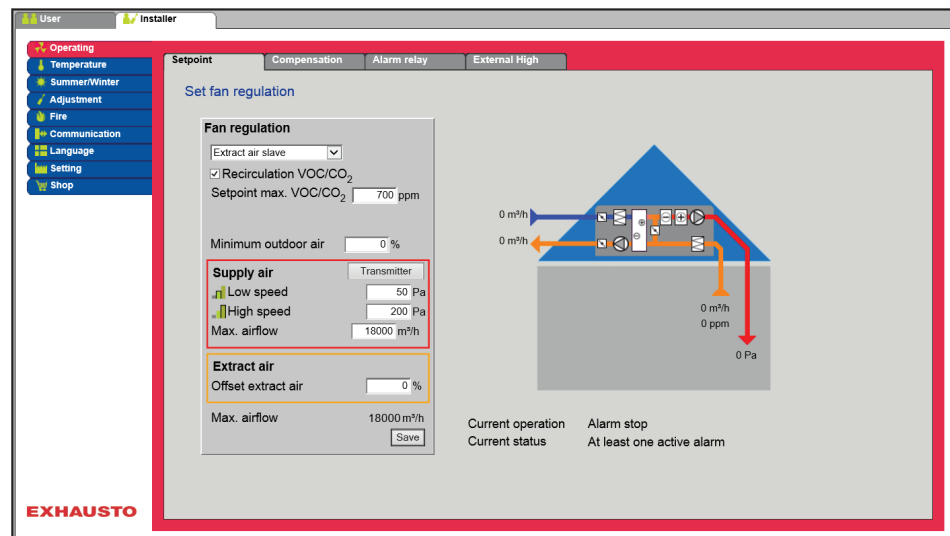 User Installer
Operating
Temperature
Summer/Winter
Adjustment
Fire
Communication
Language
Setting
Shop
Setpoint Compensation Alarm relay External High
Set fan regulation
Fan regulation
Extract air slave
Recirculation VOC/CO2
Setpoint max. VOC/CO2 700 ppm
Minimum outdoor air 0 %
Supply air Transmitter
Low speed 50 Pa
High speed 200 Pa
Max. airflow 18000 m³/h
Extract air
Offset extract air 0 %
Max. airflow 18000 m³/h
Save
0 m³/h
0 m³/h
0 m³/h
0 ppm
0 Pa
Current operation Alarm stop
Current status At least one active alarm
EXHAUSTO